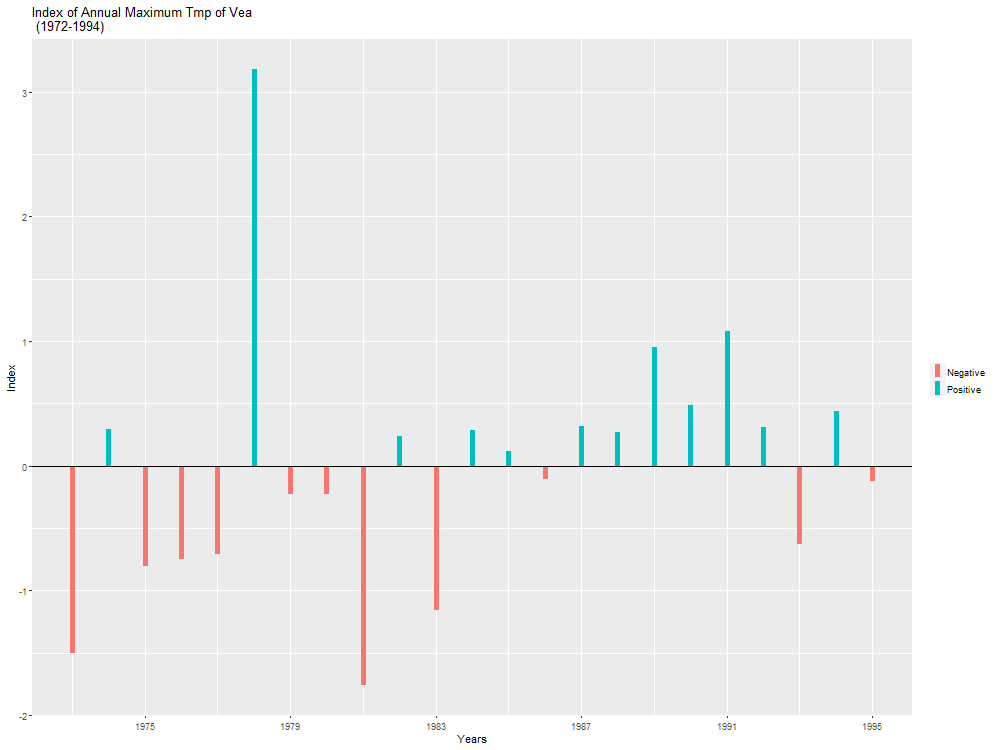 Index of Annual Maximum Tmp of Vea
(1972-1994)
3
2
1
0
-1
-2
Index
1975 1979 1983 1987 1991 1995
Years
Negative
Positive